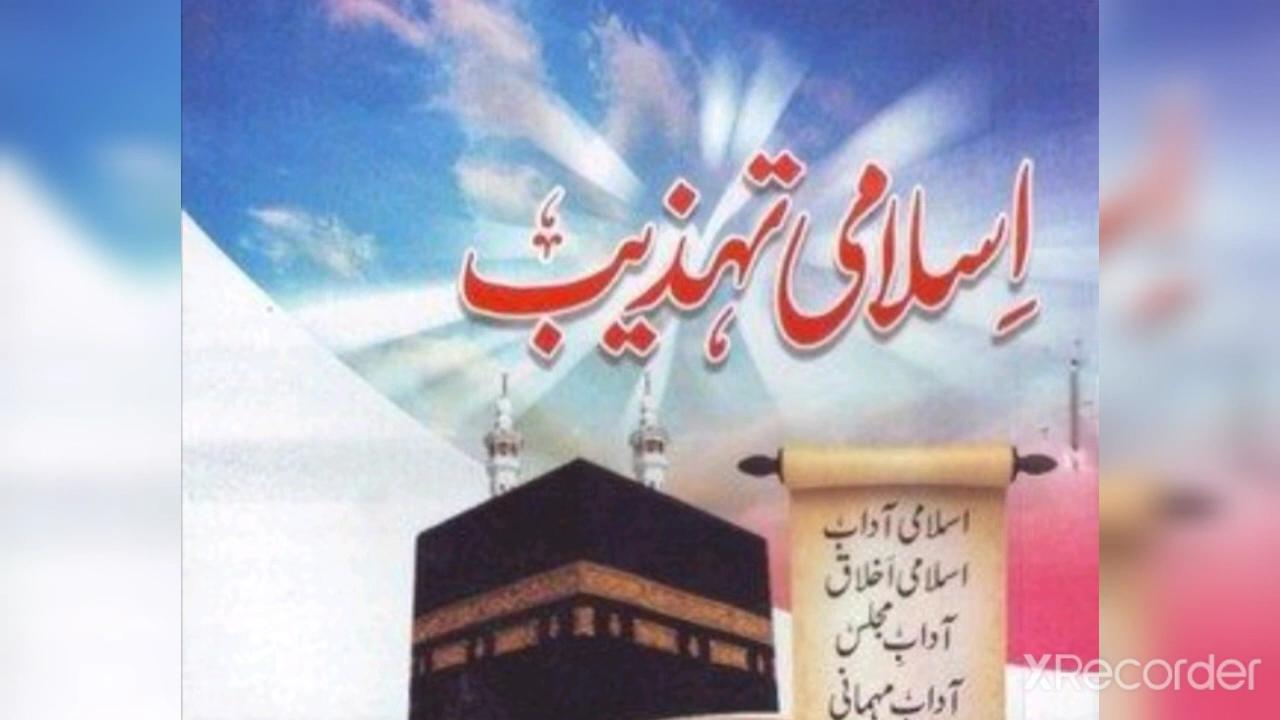 اِسلامی تہذیب
اسلامی آداب
اسلامی اَخلاق
آدابِ مجلس
آدابِ مہمانی
XRecorder